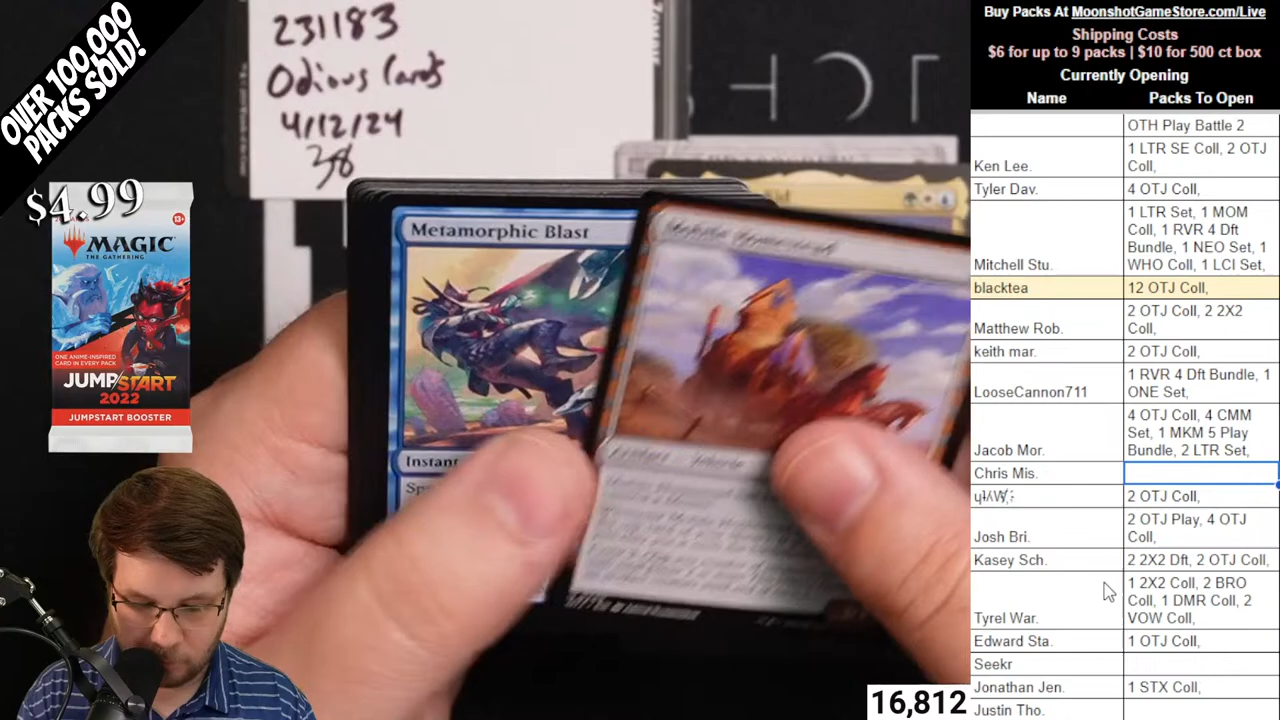 OVER 100,000
PACKS SOLD!
$4.99
13+
MAGIC
THE GATHERING
ONE ANIME-INSPIRED
CARD IN EVERY PACK
JUMPSTART
2022
JUMPSTART BOOSTER
231183
Odious Cards
4/12/24
38
Metamorphic Blast
Instant
Buy Packs At MoonshotGameStore.com/Live
Shipping Costs
$6 for up to 9 packs | $10 for 500 ct box
Currently Opening
Name Packs To Open
OTH Play Battle 2
Ken Lee. 1 LTR SE Coll, 2 OTJ
Coll,
Tyler Dav. 4 OTJ Coll,
Mitchell Stu. 1 LTR Set, 1 MOM
Coll, 1 RVR 4 Dft
Bundle, 1 NEO Set, 1
WHO Coll, 1 LCI Set,
blacktea 12 OTJ Coll,
Matthew Rob. 2 OTJ Coll, 2 2X2
Coll,
keith mar. 2 OTJ Coll,
LooseCannon711 1 RVR 4 Dft Bundle, 1
ONE Set,
Jacob Mor. 4 OTJ Coll, 4 CMM
Set, 1 MKM 5 Play
Bundle, 2 LTR Set,
Chris Mis.
2 OTJ Coll,
Josh Bri. 2 OTJ Play, 4 OTJ
Coll,
Kasey Sch. 2 2X2 Dft, 2 OTJ Coll,
Tyrel War. 1 2X2 Coll, 2 BRO
Coll, 1 DMR Coll, 2
VOW Coll,
Edward Sta. 1 OTJ Coll,
Seekr
Jonathan Jen. 1 STX Coll,
Justin Tho.
16,812